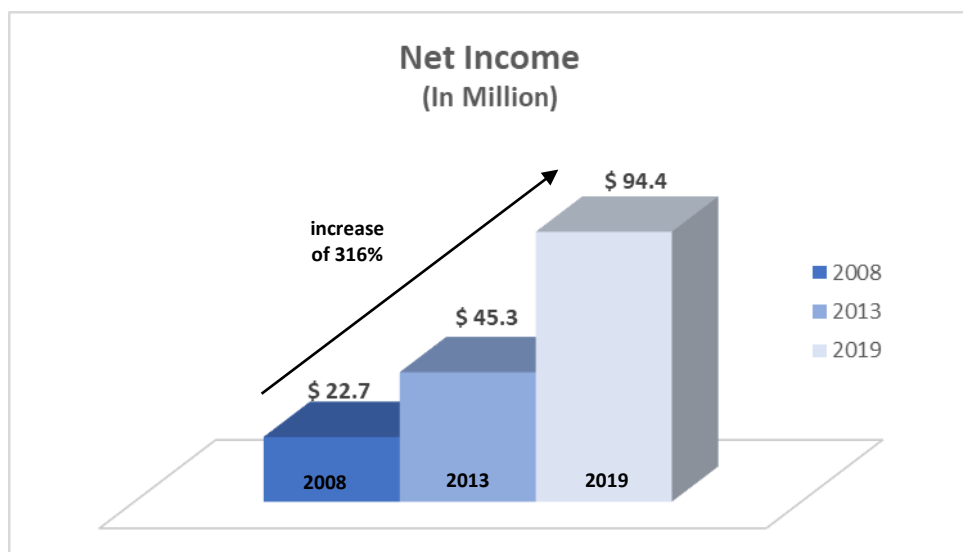 Net Income
(In Million)
$ 94.4
increase
of 316%
$ 45.3
$ 22.7
2008
2013
2019
2008
2013
2019